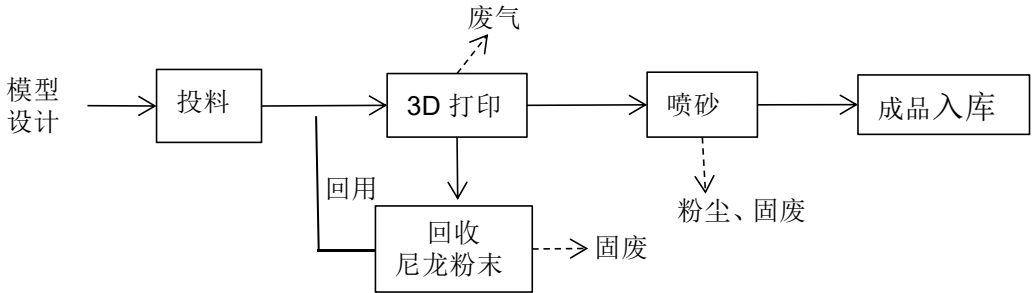 废气
模型
设计
投料
3D 打印
喷砂
成品入库
回用
回收
尼龙粉末
固废
粉尘、固废